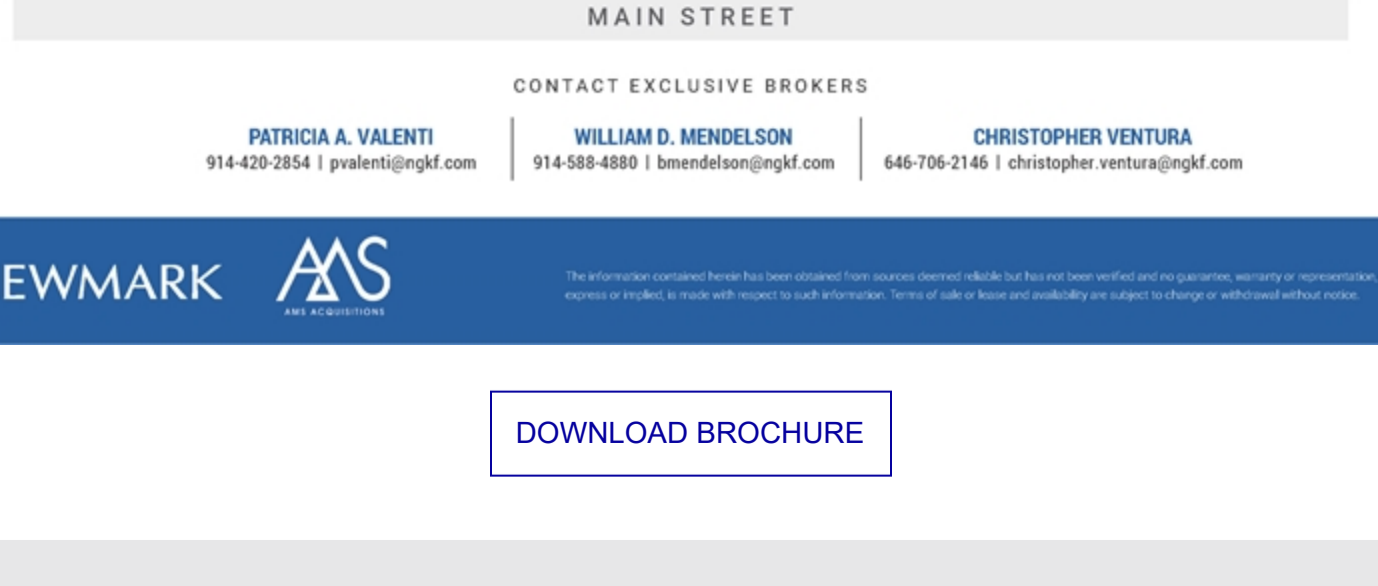 MAIN STREET
CONTACT EXCLUSIVE BROKERS
PATRICIA A. VALENTI
914-420-2854 | pvalenti@ngkf.com
WILLIAM D. MENDELSON
914-588-4880 | bmendelson@ngkf.com
CHRISTOPHER VENTURA
646-706-2146 | christopher.ventura@ngkf.com
EWMARK
AMS
AMS ACQUISITIONS
The information contained herein has been obtained from sources deemed reliable but has not been verified and no guarantee, warranty or representation,
express or implied, is made with respect to such information. Terms of sale or lease and availability are subject to change or withdrawal without notice.
DOWNLOAD BROCHURE